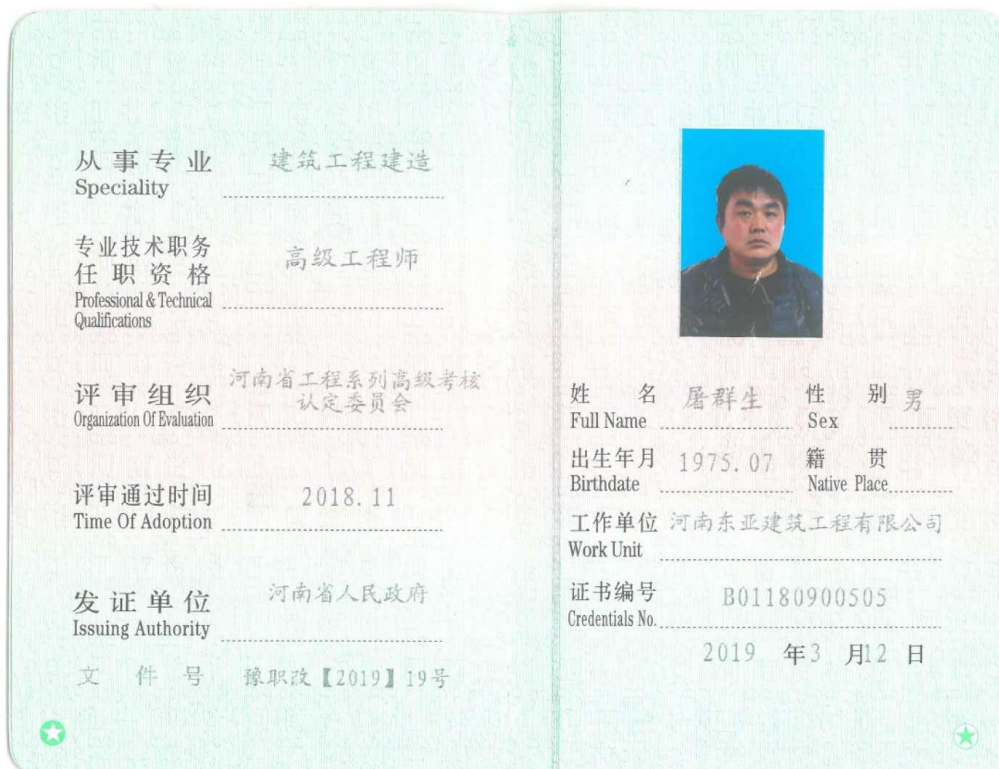 从事专业 建筑工程建造
Speciality
专业技术职务
任职资格 高级工程师
Professional & Technical
Qualifications
评审组织 河南省工程系列高级考核
认定委员会
Organization Of Evaluation
评审通过时间 2018.11
Time Of Adoption
发证单位 河南省人民政府
Issuing Authority
文件号 豫职改【2019】19号
姓名 屠群生 性别 男
Full Name Sex
出生年月 1975.07 籍贯
Birthdate Native Place
工作单位 河南东亚建筑工程有限公司
Work Unit
证书编号 B01180900505
Credentials No.
2019 年3 月12 日